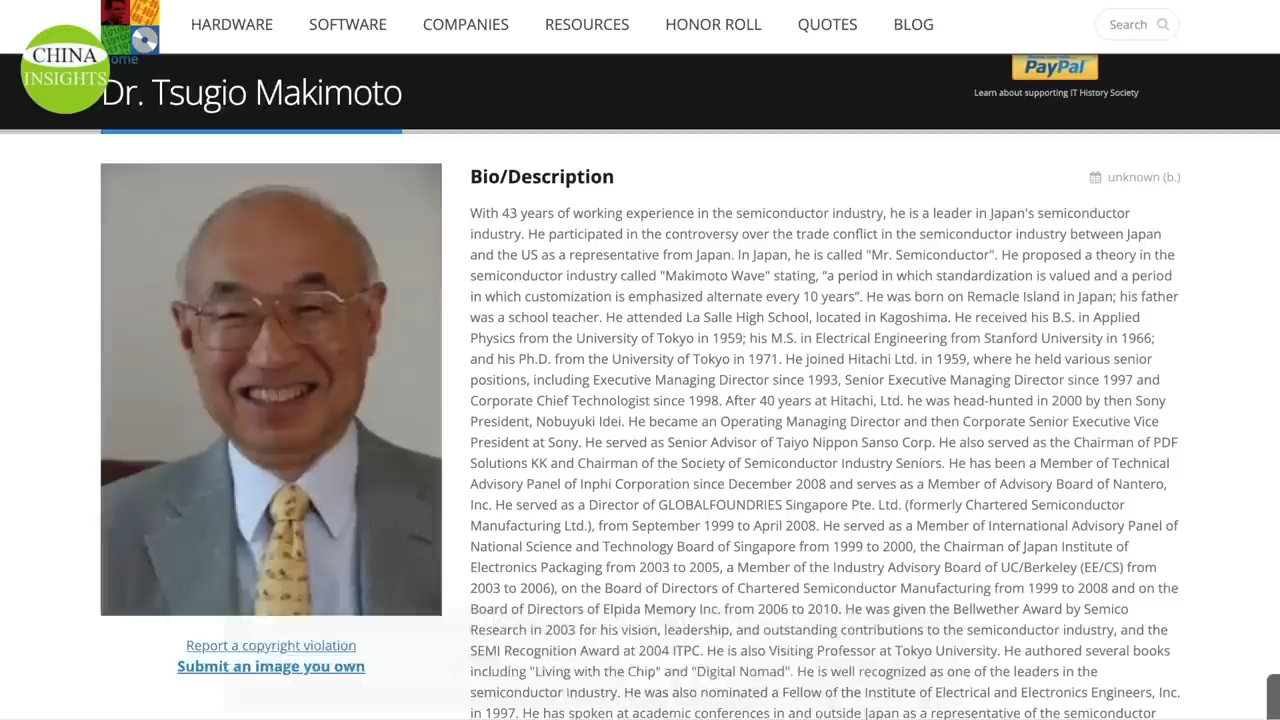 HARDWARE SOFTWARE COMPANIES RESOURCES HONOR ROLL QUOTES BLOG Search
CHINA
INSIGHTS
ome
PayPal
Dr. Tsugio Makimoto
Learn about supporting IT History Society
Bio/Description
unknown (b.)
With 43 years of working experience in the semiconductor industry, he is a leader in Japan's semiconductor
industry. He participated in the controversy over the trade conflict in the semiconductor industry between Japan
and the US as a representative from Japan. In Japan, he is called "Mr. Semiconductor". He proposed a theory in the
semiconductor industry called "Makimoto Wave" stating, “a period in which standardization is valued and a period
in which customization is emphasized alternate every 10 years”. He was born on Remacle Island in Japan; his father
was a school teacher. He attended La Salle High School, located in Kagoshima. He received his B.S. in Applied
Physics from the University of Tokyo in 1959; his M.S. in Electrical Engineering from Stanford University in 1966;
and his Ph.D. from the University of Tokyo in 1971. He joined Hitachi Ltd. in 1959, where he held various senior
positions, including Executive Managing Director since 1993, Senior Executive Managing Director since 1997 and
Corporate Chief Technologist since 1998. After 40 years at Hitachi, Ltd. he was head-hunted in 2000 by then Sony
President, Nobuyuki Idei. He became an Operating Managing Director and then Corporate Senior Executive Vice
President at Sony. He served as Senior Advisor of Taiyo Nippon Sanso Corp. He also served as the Chairman of PDF
Solutions KK and Chairman of the Society of Semiconductor Industry Seniors. He has been a Member of Technical
Advisory Panel of Inphi Corporation since December 2008 and serves as a Member of Advisory Board of Nantero,
Inc. He served as a Director of GLOBALFOUNDRIES Singapore Pte. Ltd. (formerly Chartered Semiconductor
Manufacturing Ltd.), from September 1999 to April 2008. He served as a Member of International Advisory Panel of
National Science and Technology Board of Singapore from 1999 to 2000, the Chairman of Japan Institute of
Electronics Packaging from 2003 to 2005, a Member of the Industry Advisory Board of UC/Berkeley (EE/CS) from
2003 to 2006), on the Board of Directors of Chartered Semiconductor Manufacturing from 1999 to 2008 and on the
Board of Directors of Elpida Memory Inc. from 2006 to 2010. He was given the Bellwether Award by Semico
Research in 2003 for his vision, leadership, and outstanding contributions to the semiconductor industry, and the
SEMI Recognition Award at 2004 ITPC. He is also Visiting Professor at Tokyo University. He authored several books
including "Living with the Chip" and "Digital Nomad". He is well recognized as one of the leaders in the
semiconductor industry. He was also nominated a Fellow of the Institute of Electrical and Electronics Engineers, Inc.
in 1997. He has spoken at academic conferences in and outside Japan as a representative of the semiconductor
Report a copyright violation
Submit an image you own